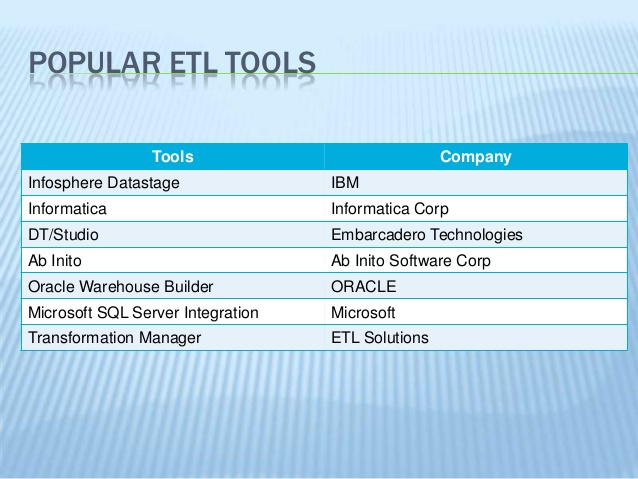 POPULAR ETL TOOLS
Tools Company
Infosphere Datastage IBM
Informatica Informatica Corp
DT/Studio Embarcadero Technologies
Ab Inito Ab Inito Software Corp
Oracle Warehouse Builder ORACLE
Microsoft SQL Server Integration Microsoft
Transformation Manager ETL Solutions